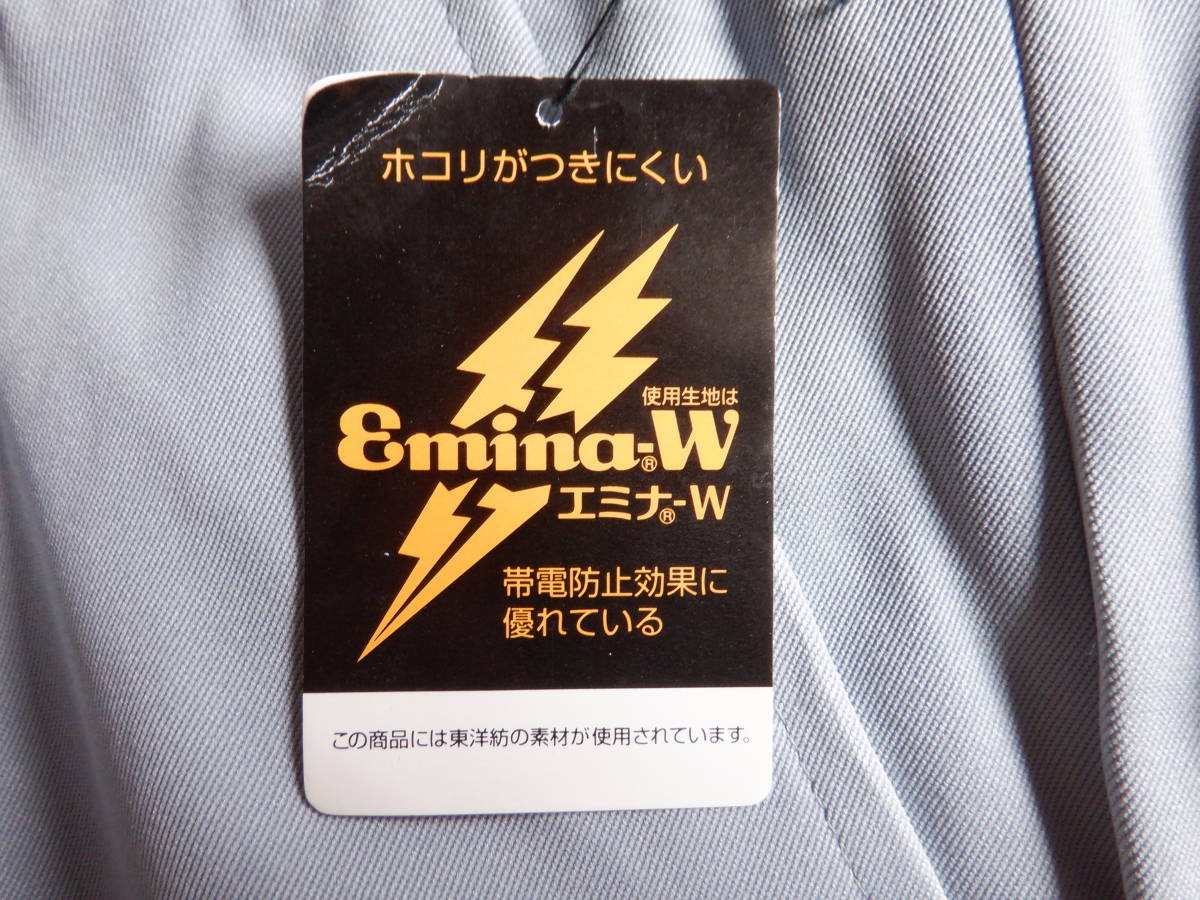 ホコリがつきにくい
使用生地は
Emina-®W
エミナ®-W
帯電防止効果に
優れている
この商品には東洋紡の素材が使用されています。